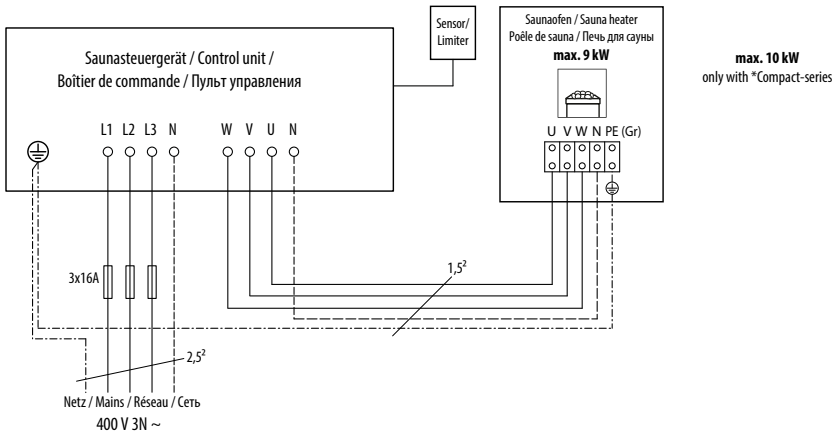 Saunasteuergerät / Control unit /
Boîtier de commande / Пульт управления
Sensor/
Limiter
Saunaofen / Sauna heater
Poêle de sauna / Печь для сауны
max. 9 kW
max. 10 kW
only with *Compact-series
L1 L2 L3 N
W V U N
U V W N PE (Gr)
3x16A
1,5²
2,5²
Netz / Mains / Réseau / Сеть
400 V 3N ~